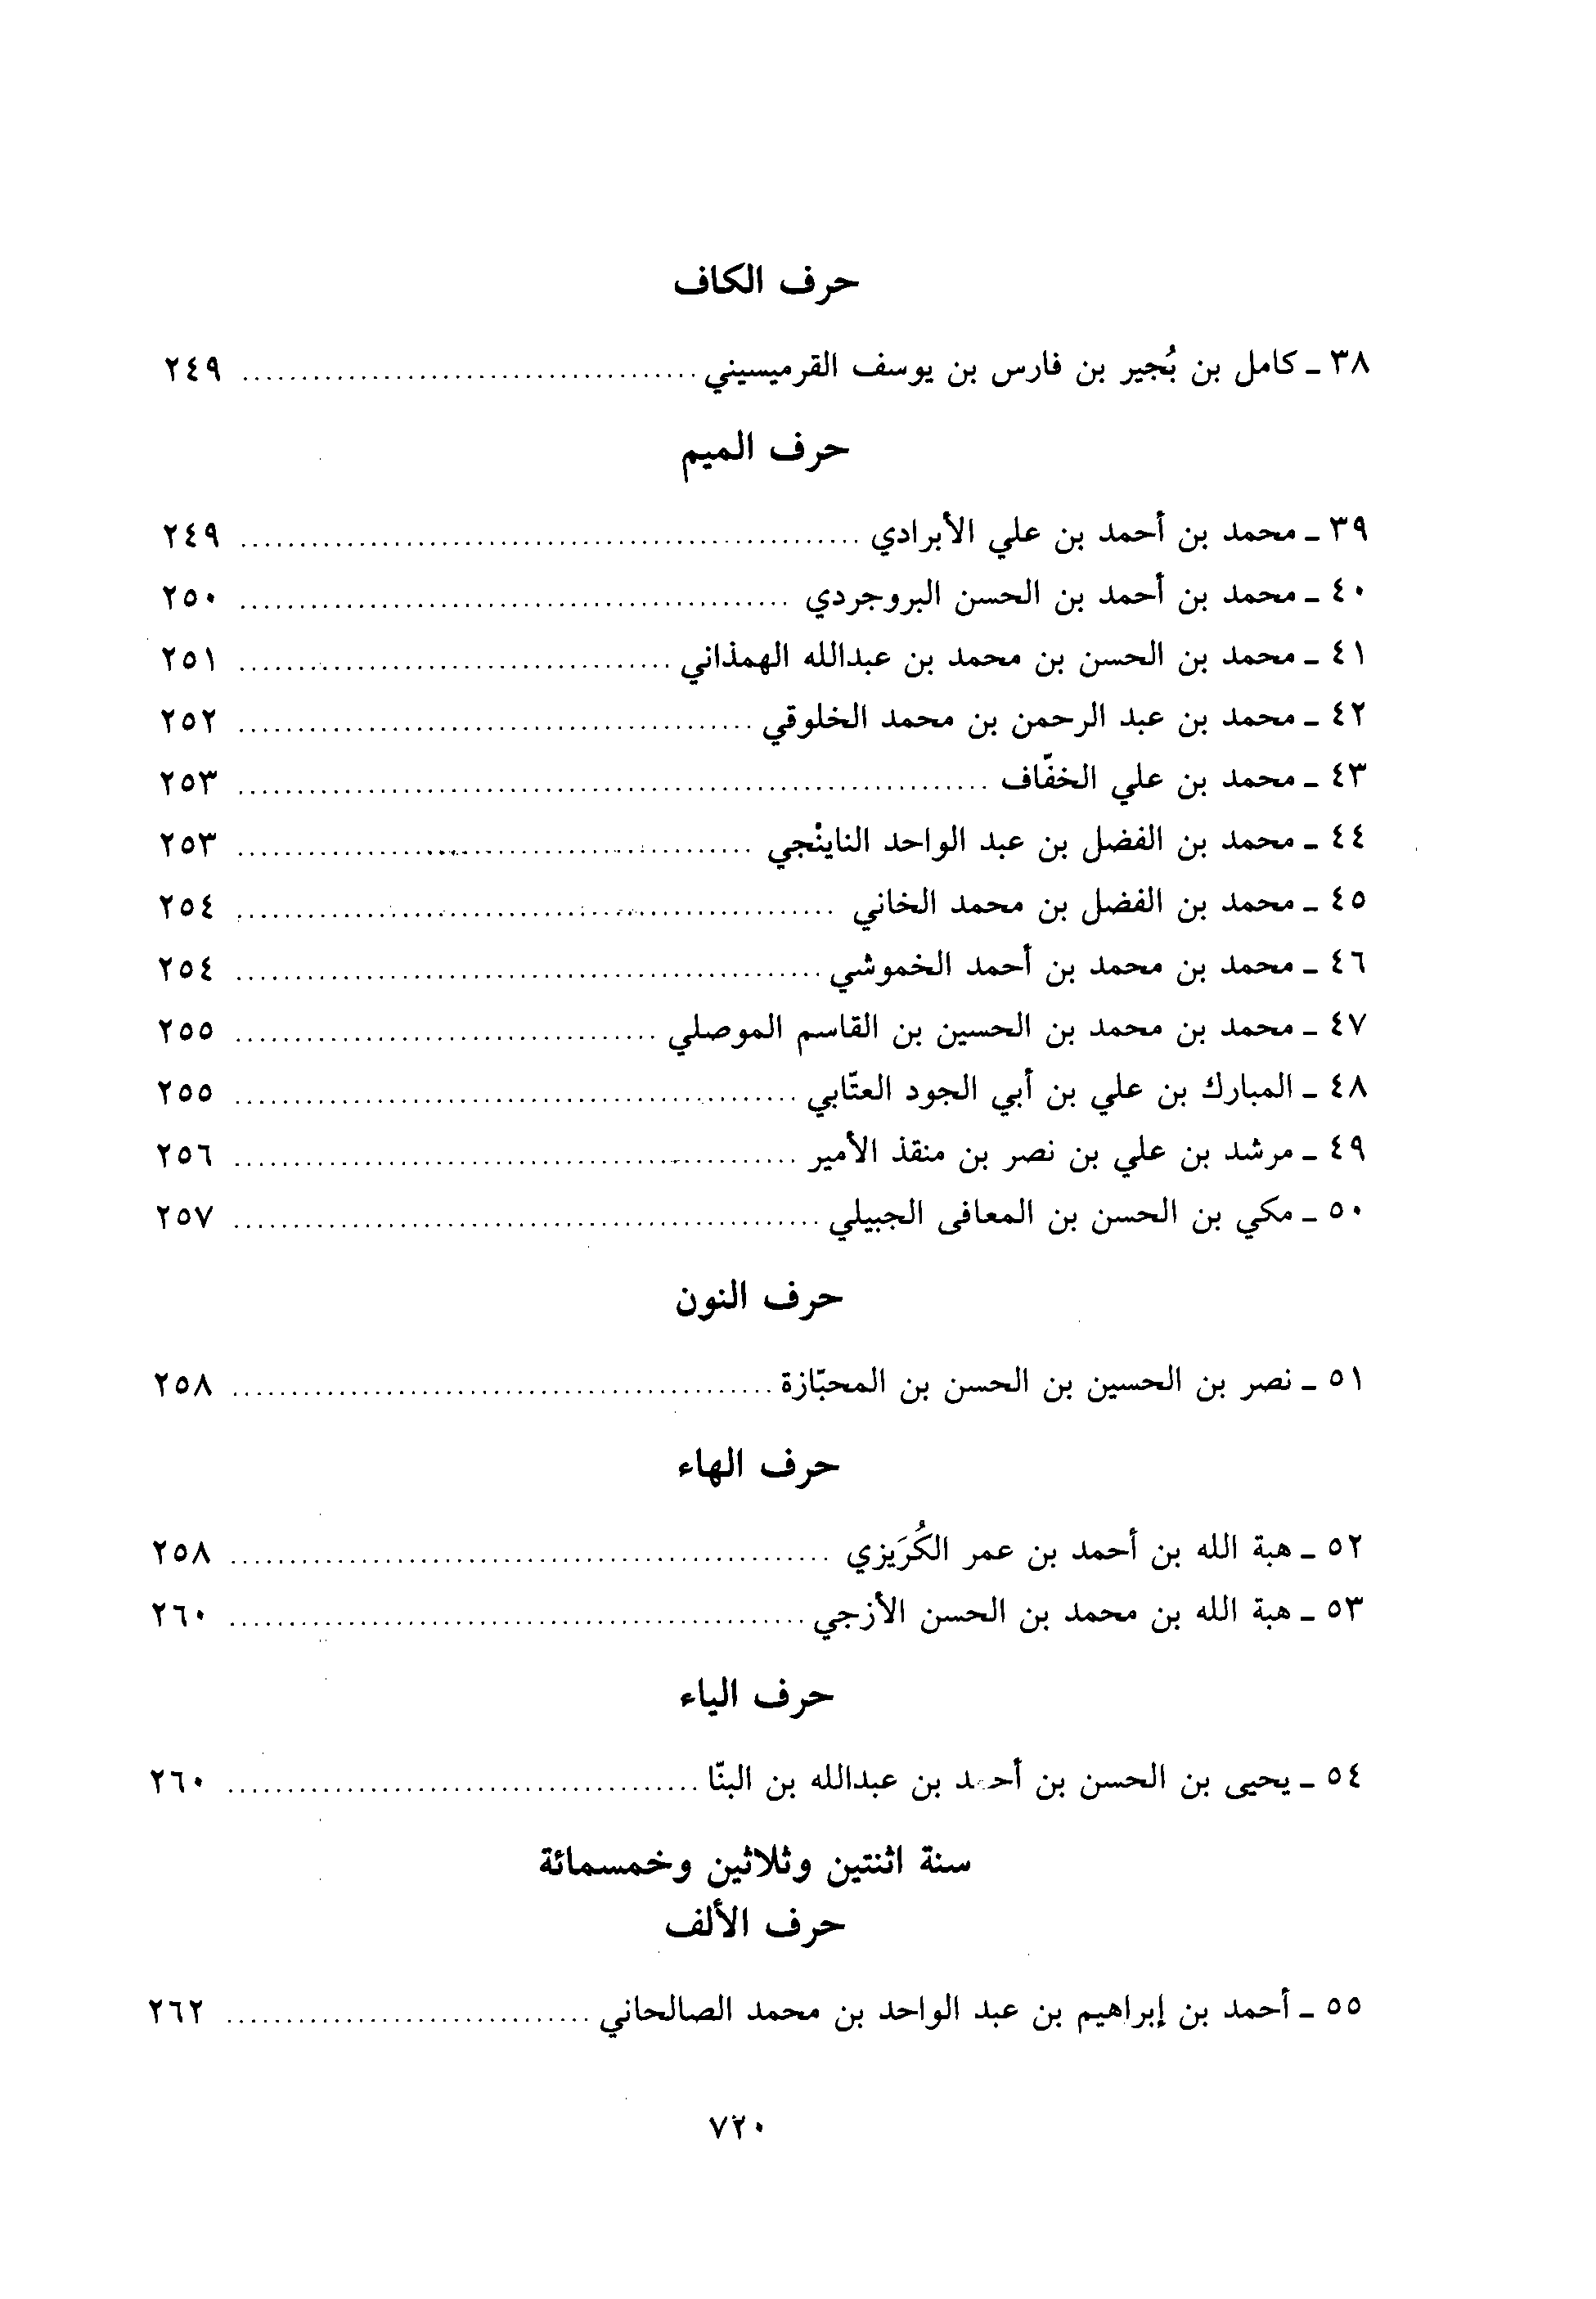 حرف الكاف
٣٨ ـ كامل بن بُجير بن فارس بن يوسف القرميسيني ........ ٢٤٩
حرف الميم
٣٩ ـ محمد بن أحمد بن علي الأبرادي ........ ٢٤٩
٤٠ ـ محمد بن أحمد بن الحسن البروجردي ........ ٢٥٠
٤١ ـ محمد بن الحسن بن محمد بن عبدالله الهمذاني ........ ٢٥١
٤٢ ـ محمد بن عبد الرحمن بن محمد الخلوقي ........ ٢٥٢
٤٣ ـ محمد بن علي الخفّاف ........ ٢٥٣
٤٤ ـ محمد بن الفضل بن عبد الواحد الناينْجي ........ ٢٥٣
٤٥ ـ محمد بن الفضل بن محمد الخاني ........ ٢٥٤
٤٦ ـ محمد بن محمد بن أحمد الخموشي ........ ٢٥٤
٤٧ ـ محمد بن محمد بن الحسين بن القاسم الموصلي ........ ٢٥٥
٤٨ ـ المبارك بن علي بن أبي الجود العتّابي ........ ٢٥٥
٤٩ ـ مرشد بن علي بن نصر بن منقذ الأمير ........ ٢٥٦
٥٠ ـ مكي بن الحسن بن المعافى الجبيلي ........ ٢٥٧
حرف النون
٥١ ـ نصر بن الحسين بن الحسن بن المحبّازة ........ ٢٥٨
حرف الهاء
٥٢ ـ هبة الله بن أحمد بن عمر الكُرَيزي ........ ٢٥٨
٥٣ ـ هبة الله بن محمد بن الحسن الأزجي ........ ٢٦٠
حرف الياء
٥٤ ـ يحيى بن الحسن بن أحمد بن عبدالله بن البنّا ........ ٢٦٠
سنة اثنتين وثلاثين وخمسمائة
حرف الألف
٥٥ ـ أحمد بن إبراهيم بن عبد الواحد بن محمد الصالحاني ........ ٢٦٢
٧٢٠